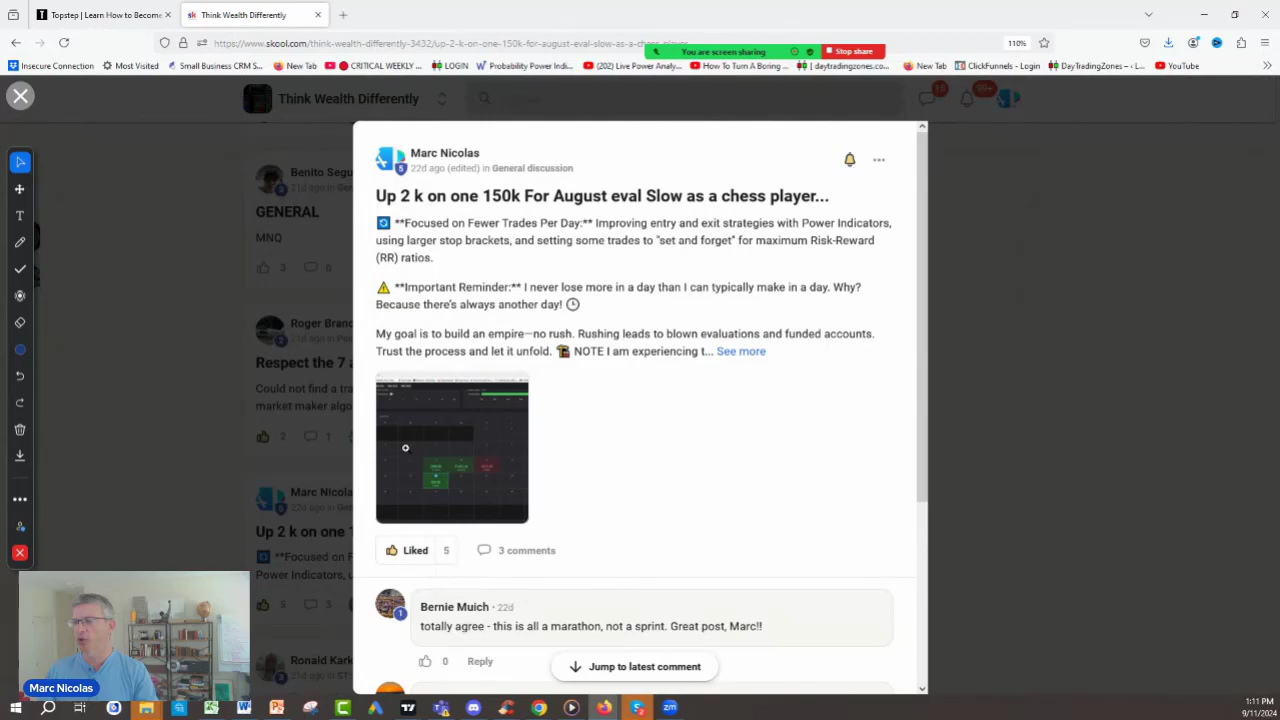 Topstep | Learn How to Become
Think Wealth Differently
https://www.skool.com/think-wealth-differently-3432/up-2-k-on-one-150k-for-august-eval-slow-as-a-chess-player
110%
You are screen sharing
Stop share
Insecure Connection
Most Visited
Small Business CRM S...
New Tab
CRITICAL WEEKLY ...
LOGIN
Probability Power Indi...
(202) Live Power Analy...
How To Turn A Boring ...
[ daytradingzones.co...
New Tab
ClickFunnels - Login
DayTradingZones – ‹ L...
YouTube
Think Wealth Differently
15
99+
Benito Segu
21d ago in Ge
GENERAL
MNQ
3
0
Roger Branc
Respect the 7
Could not find a
market maker algo
2
1
Marc Nicolas
22d ago in G
Up 2 k on one 1
**Focused on
Power Indicators,
3
Ronald Kark
Marc Nicolas
5
22d ago (edited) in General discussion
Up 2 k on one 150k For August eval Slow as a chess player...
**Focused on Fewer Trades Per Day:** Improving entry and exit strategies with Power Indicators,
using larger stop brackets, and setting some trades to "set and forget" for maximum Risk-Reward
(RR) ratios.
**Important Reminder:** I never lose more in a day than I can typically make in a day. Why?
Because there's always another day!
My goal is to build an empire—no rush. Rushing leads to blown evaluations and funded accounts.
Trust the process and let it unfold. NOTE I am experiencing t... See more
Liked 5
3 comments
Bernie Muich · 22d
1
totally agree - this is all a marathon, not a sprint. Great post, Marc!!
0 Reply
Jump to latest comment
Marc Nicolas
1:11 PM
9/11/2024